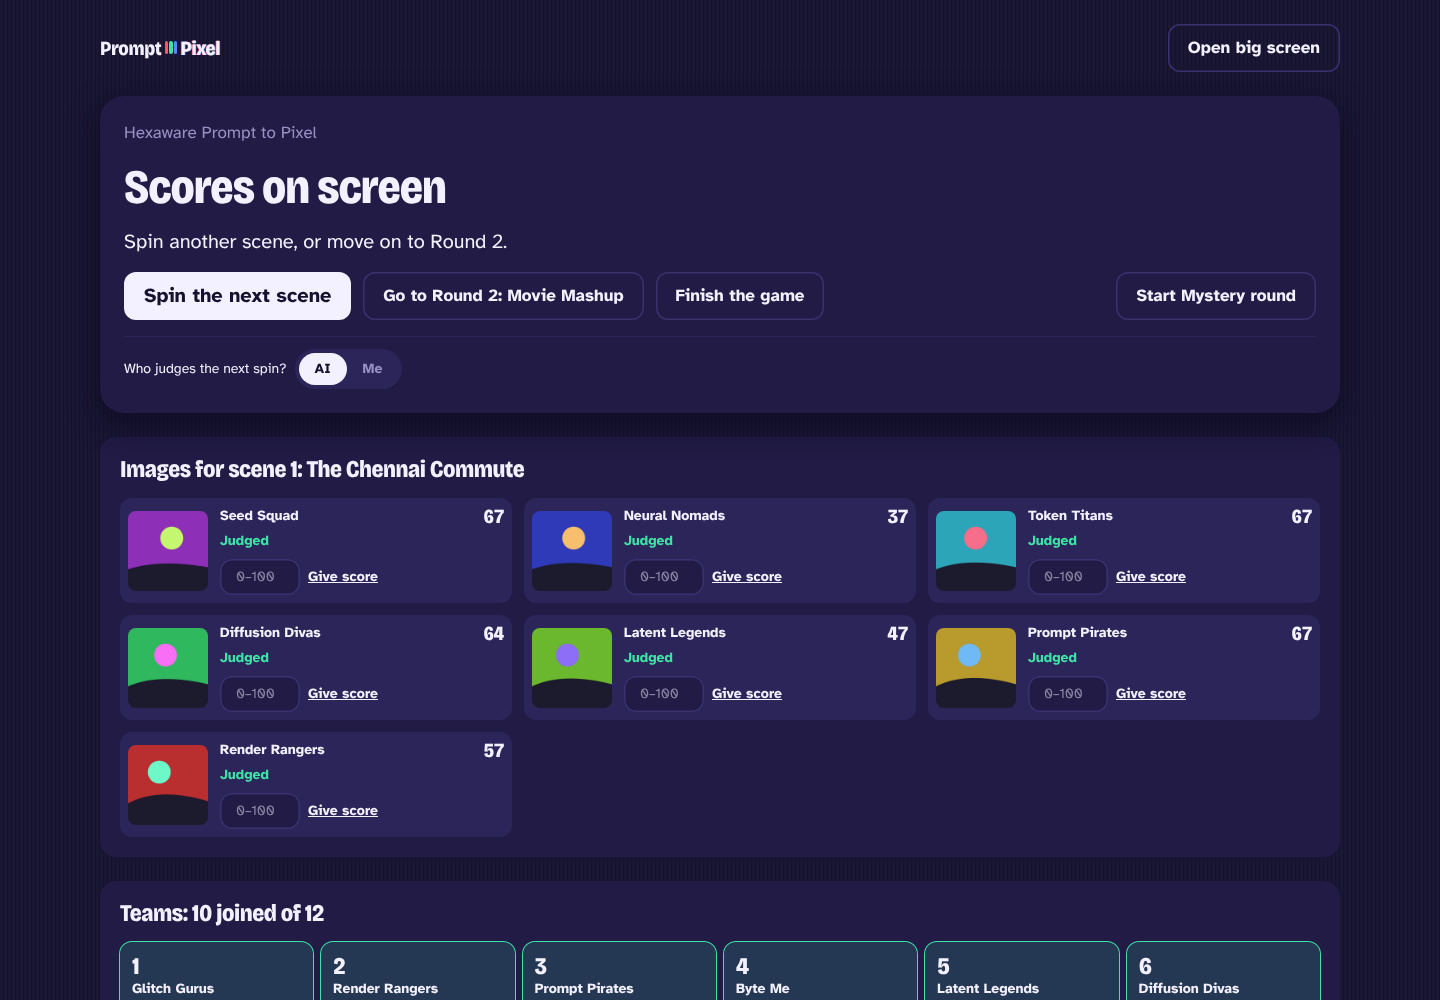 Prompt Pixel
Open big screen
Hexaware Prompt to Pixel
Scores on screen
Spin another scene, or move on to Round 2.
Spin the next scene
Go to Round 2: Movie Mashup
Finish the game
Start Mystery round
Who judges the next spin?
AI
Me
Images for scene 1: The Chennai Commute
Seed Squad
67
Judged
0–100
Give score
Neural Nomads
37
Judged
0–100
Give score
Token Titans
67
Judged
0–100
Give score
Diffusion Divas
64
Judged
0–100
Give score
Latent Legends
47
Judged
0–100
Give score
Prompt Pirates
67
Judged
0–100
Give score
Render Rangers
57
Judged
0–100
Give score
Teams: 10 joined of 12
1
Glitch Gurus
2
Render Rangers
3
Prompt Pirates
4
Byte Me
5
Latent Legends
6
Diffusion Divas